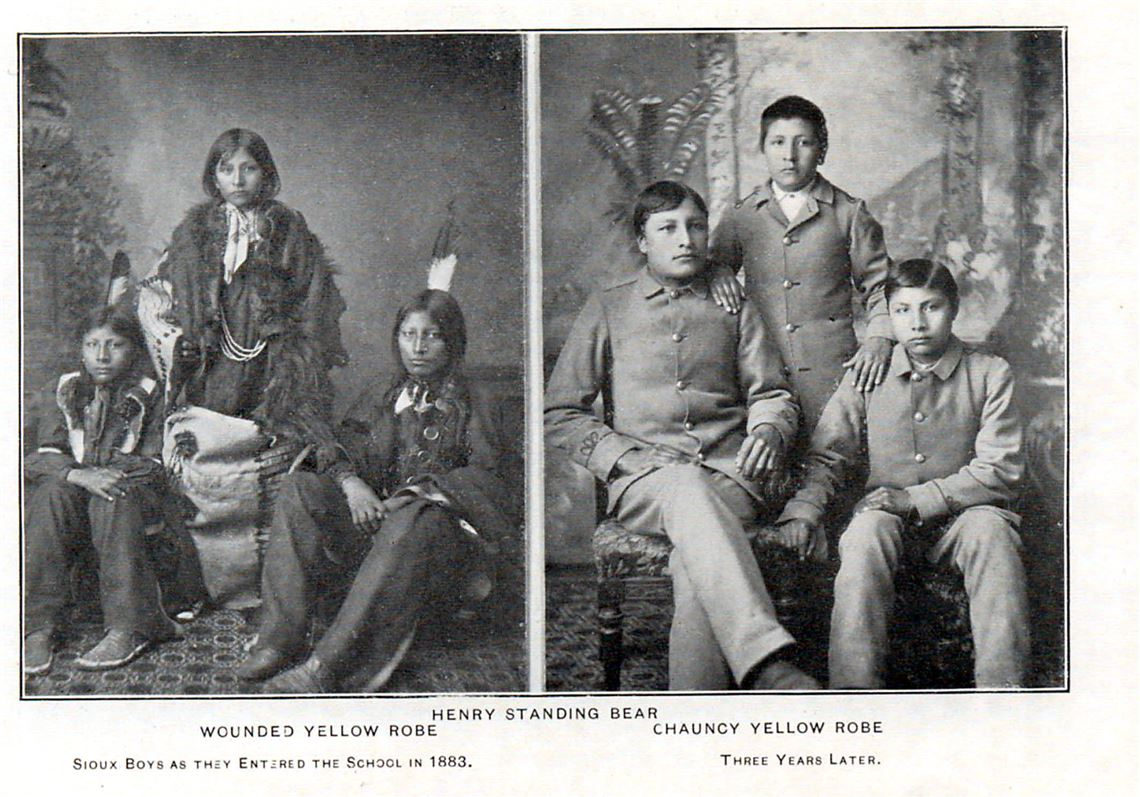 HENRY STANDING BEAR
WOUNDED YELLOW ROBE CHAUNCY YELLOW ROBE
SIOUX BOYS AS THEY ENTERED THE SCHOOL IN 1883. THREE YEARS LATER.